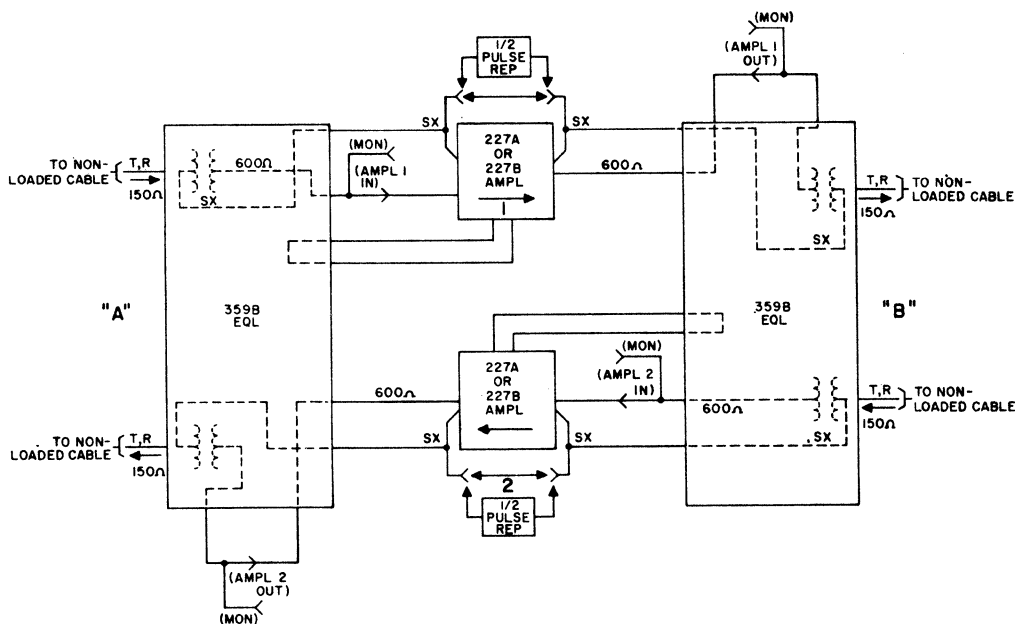 (MON)
(AMPL 1
OUT)
1/2
PULSE
REP
SX
SX
227A
OR
227B
AMPL
1
(MON)
(AMPL 1
IN)
600Ω
600Ω
TO NON-
LOADED CABLE
T,R
150Ω
SX
T,R
150Ω
TO NON-
LOADED CABLE
SX
"A"
359B
EQL
359B
EQL
"B"
(MON)
(AMPL 2
IN)
227A
OR
227B
AMPL
600Ω
600Ω
T,R
150Ω
TO NON-
LOADED CABLE
TO NON-
LOADED CABLE
T,R
150Ω
SX
SX
SX
2
1/2
PULSE
REP
(AMPL 2
OUT)
(MON)